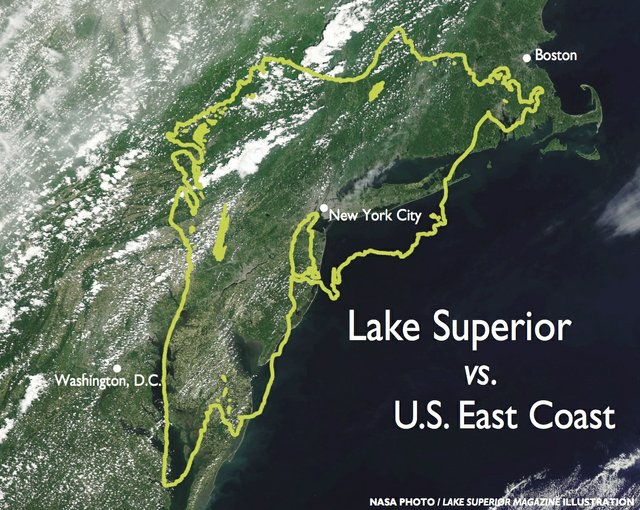 Boston
New York City
Lake Superior
vs.
U.S. East Coast
Washington, D.C.
NASA PHOTO / LAKE SUPERIOR MAGAZINE ILLUSTRATION